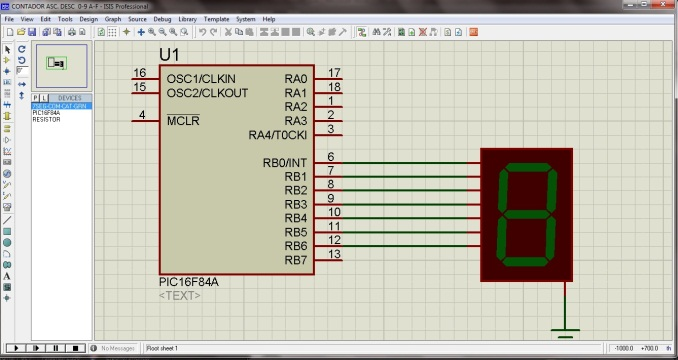 CONTADOR ASC. DESC. 0-9 A-F - ISIS Professional
File View Edit Tools Design Graph Source Debug Library Template System Help
U1
16 OSC1/CLKIN RA0 17
15 OSC2/CLKOUT RA1 18
RA2 1
4 MCLR RA3 2
RA4/T0CKI 3
RB0/INT 6
RB1 7
RB2 8
RB3 9
RB4 10
RB5 11
RB6 12
RB7 13
PIC16F84A
<TEXT>
P L DEVICES
7SEG-COM-CAT-GRN
PIC16F84A
RESISTOR
No Messages Root sheet 1 -1000.0 +700.0 th